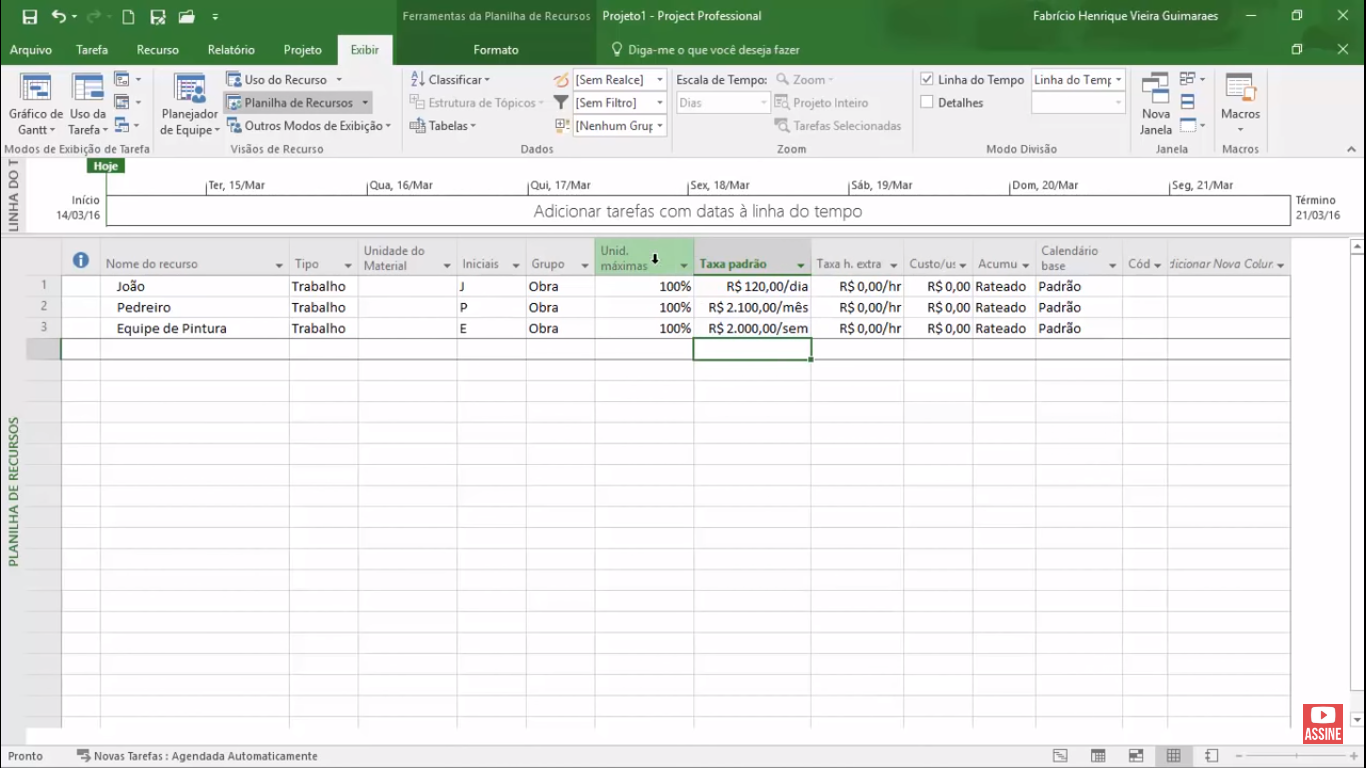 Ferramentas da Planilha de Recursos
Projeto1 - Project Professional
Fabrício Henrique Vieira Guimaraes
Arquivo
Tarefa
Recurso
Relatório
Projeto
Exibir
Formato
Diga-me o que você deseja fazer
Gráfico de Gantt
Uso da Tarefa
Modos de Exibição de Tarefa
Planejador de Equipe
Uso do Recurso
Planilha de Recursos
Outros Modos de Exibição
Visãos de Recurso
Classificar
Estrutura de Tópicos
Tabelas
[Sem Realce]
[Sem Filtro]
[Nenhum Grup
Dados
Escala de Tempo:
Dias
Zoom
Projeto Inteiro
Tarefas Selecionadas
Zoom
Linha do Tempo
Linha do Temp
Detalhes
Modo Divisão
Nova Janela
Janela
Macros
Macros
LINHA DO T
Hoje
Início
14/03/16
Ter, 15/Mar
Qua, 16/Mar
Qui, 17/Mar
Sex, 18/Mar
Sáb, 19/Mar
Dom, 20/Mar
Seg, 21/Mar
Adicionar tarefas com datas à linha do tempo
Término
21/03/16
Nome do recurso Tipo Unidade do Material Iniciais Grupo Unid. máximas Taxa padrão Taxa h. extra Custo/us Acumu Calendário base Cód dicionar Nova Colur
1 João Trabalho J Obra 100% R$ 120,00/dia R$ 0,00/hr R$ 0,00 Rateado Padrão
2 Pedreiro Trabalho P Obra 100% R$ 2.100,00/mês R$ 0,00/hr R$ 0,00 Rateado Padrão
3 Equipe de Pintura Trabalho E Obra 100% R$ 2.000,00/sem R$ 0,00/hr R$ 0,00 Rateado Padrão
PLANILHA DE RECURSOS
ASSINE
Pronto
Novas Tarefas : Agendada Automaticamente